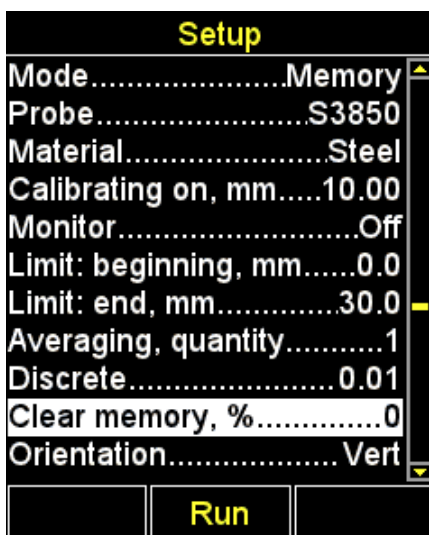 Setup
Mode......................Memory
Probe......................S3850
Material.....................Steel
Calibrating on, mm.....10.00
Monitor.........................Off
Limit: beginning, mm......0.0
Limit: end, mm.............30.0
Averaging, quantity...........1
Discrete....................0.01
Clear memory, %..............0
Orientation................. Vert
Run